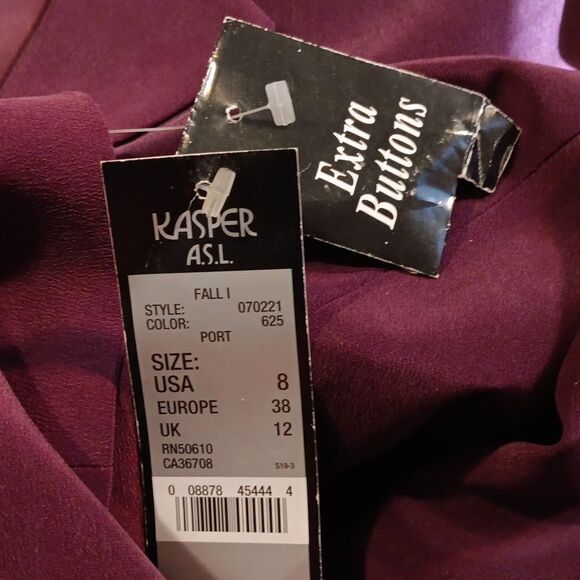 Extra
Buttons
KASPER
A.S.L.
FALL I
STYLE: 070221
COLOR: 625
PORT
SIZE:
USA 8
EUROPE 38
UK 12
RN50610
CA36708 S19-3
0 08878 45444 4